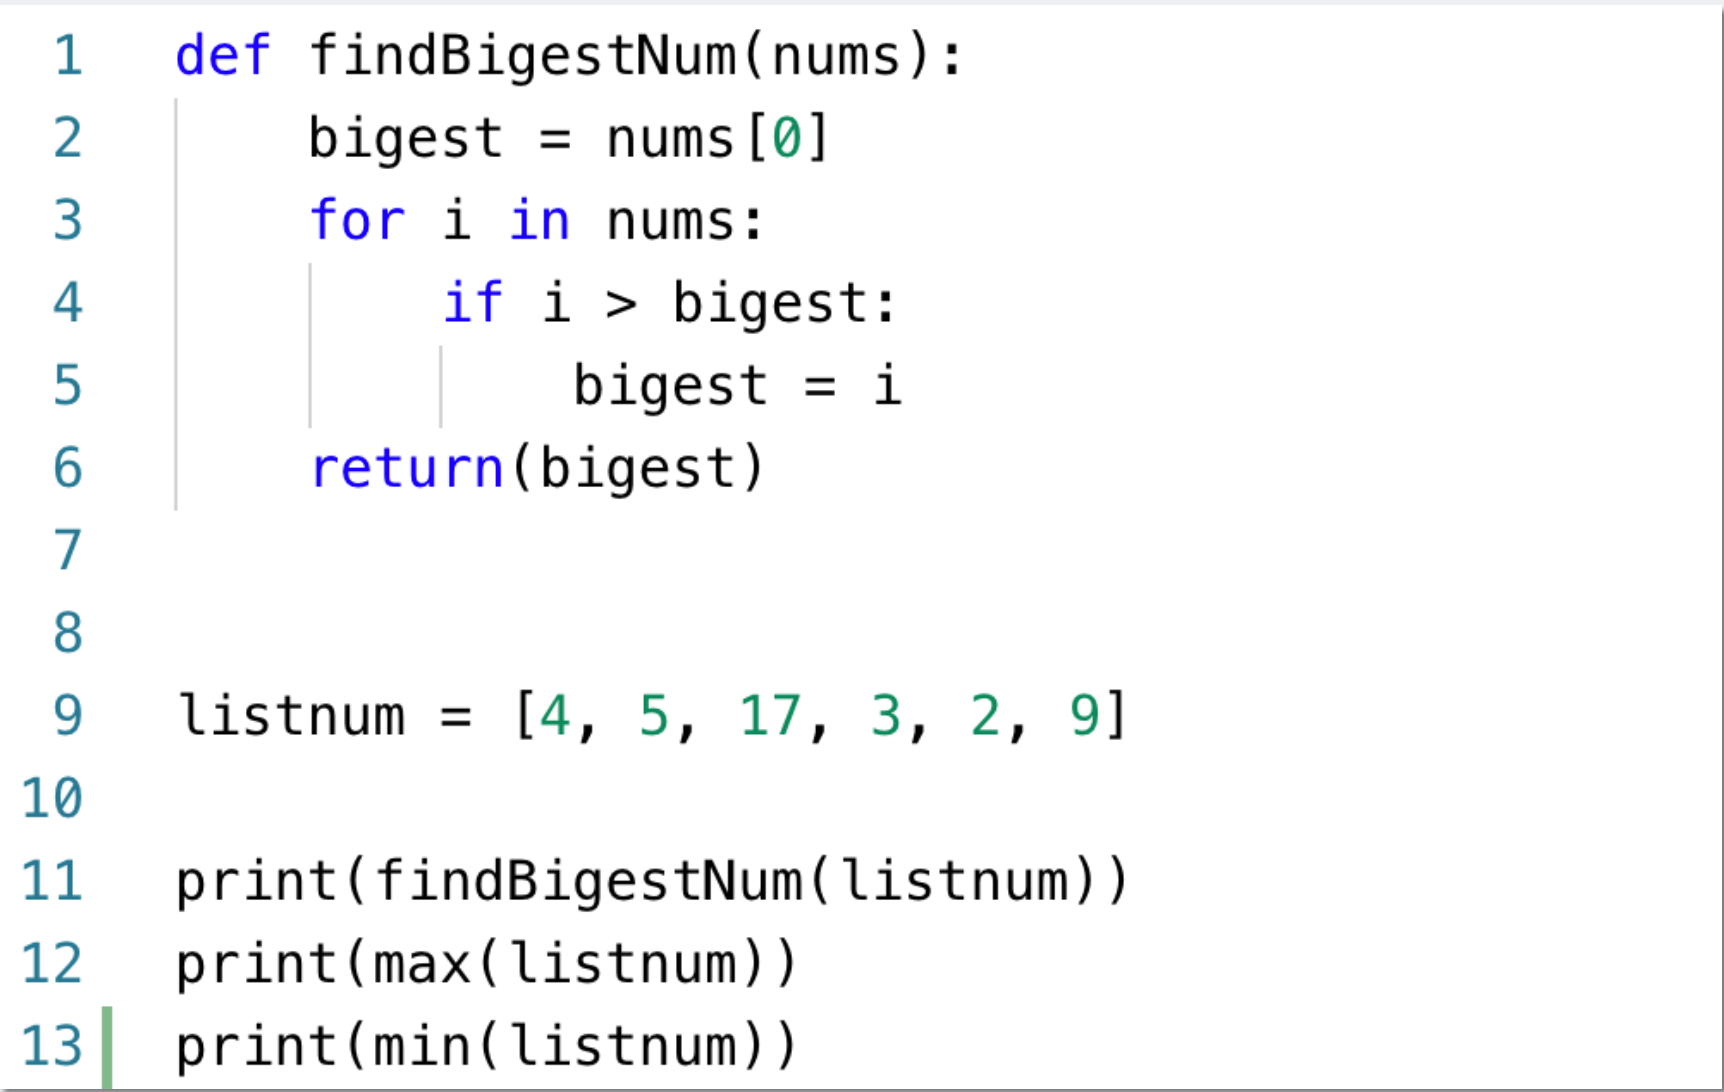 1 def findBigestNum(nums):
2     bigest = nums[0]
3     for i in nums:
4         if i > bigest:
5             bigest = i
6     return(bigest)
7
8
9 listnum = [4, 5, 17, 3, 2, 9]
10
11 print(findBigestNum(listnum))
12 print(max(listnum))
13 print(min(listnum))